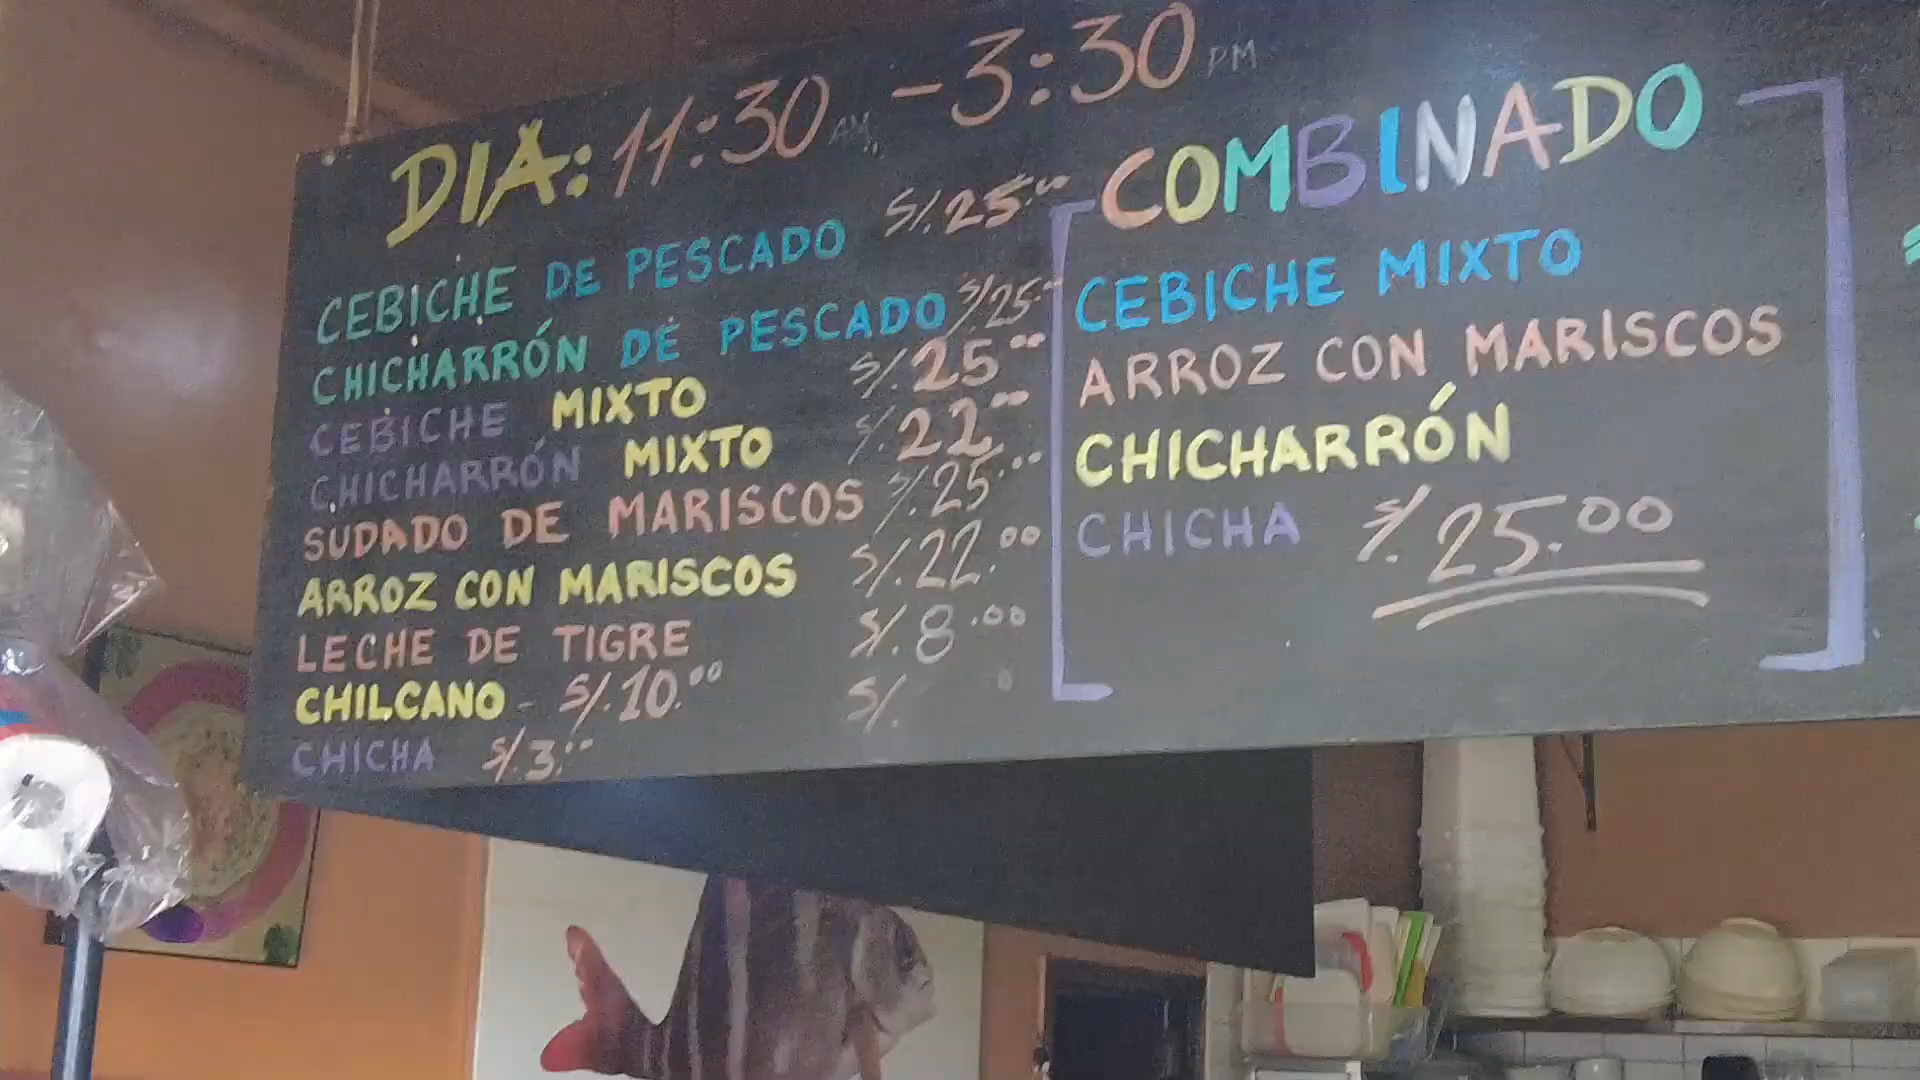 DIA: 11:30 AM - 3:30 PM
CEBICHE DE PESCADO S/.25.00
CHICHARRÓN DE PESCADO S/25.
CEBICHE MIXTO S/.25.00
CHICHARRÓN MIXTO S/.22.00
SUDADO DE MARISCOS S/.25.00
ARROZ CON MARISCOS S/.22.00
LECHE DE TIGRE S/.8.00
CHILCANO - S/.10.00 S/.
CHICHA S/.3.00
COMBINADO
CEBICHE MIXTO
ARROZ CON MARISCOS
CHICHARRÓN
CHICHA S/.25.00